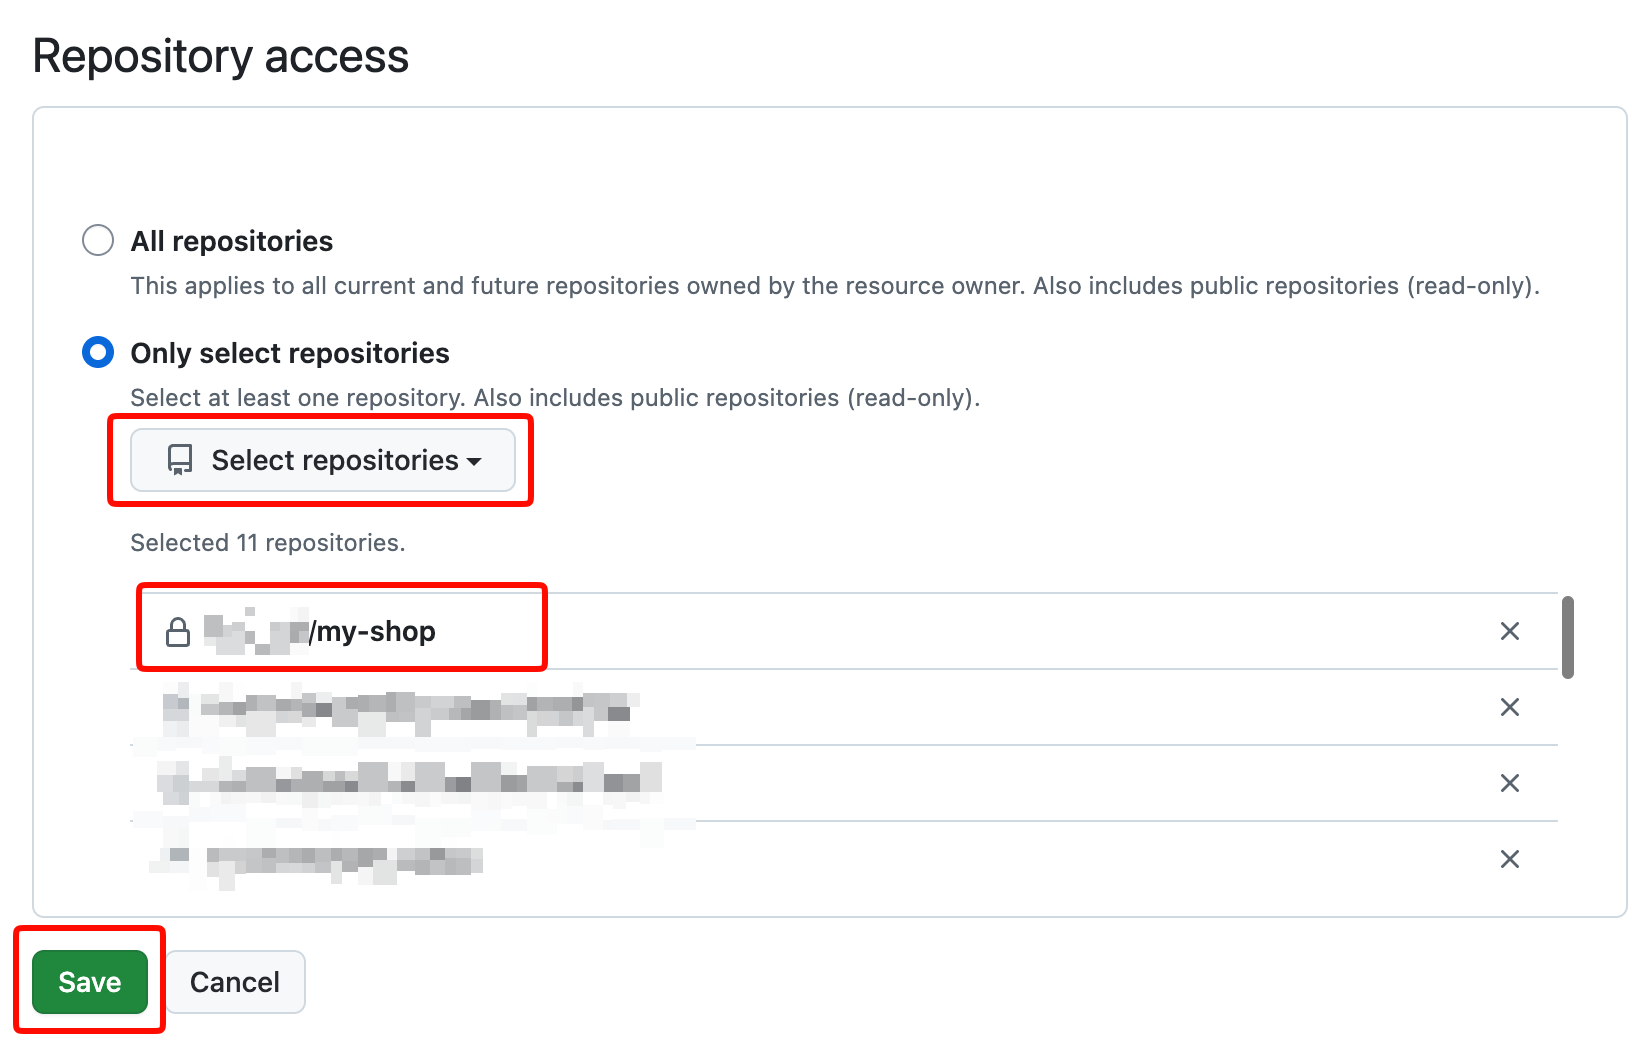 Repository access
All repositories
This applies to all current and future repositories owned by the resource owner. Also includes public repositories (read-only).
Only select repositories
Select at least one repository. Also includes public repositories (read-only).
Select repositories
Selected 11 repositories.
/my-shop
Save
Cancel